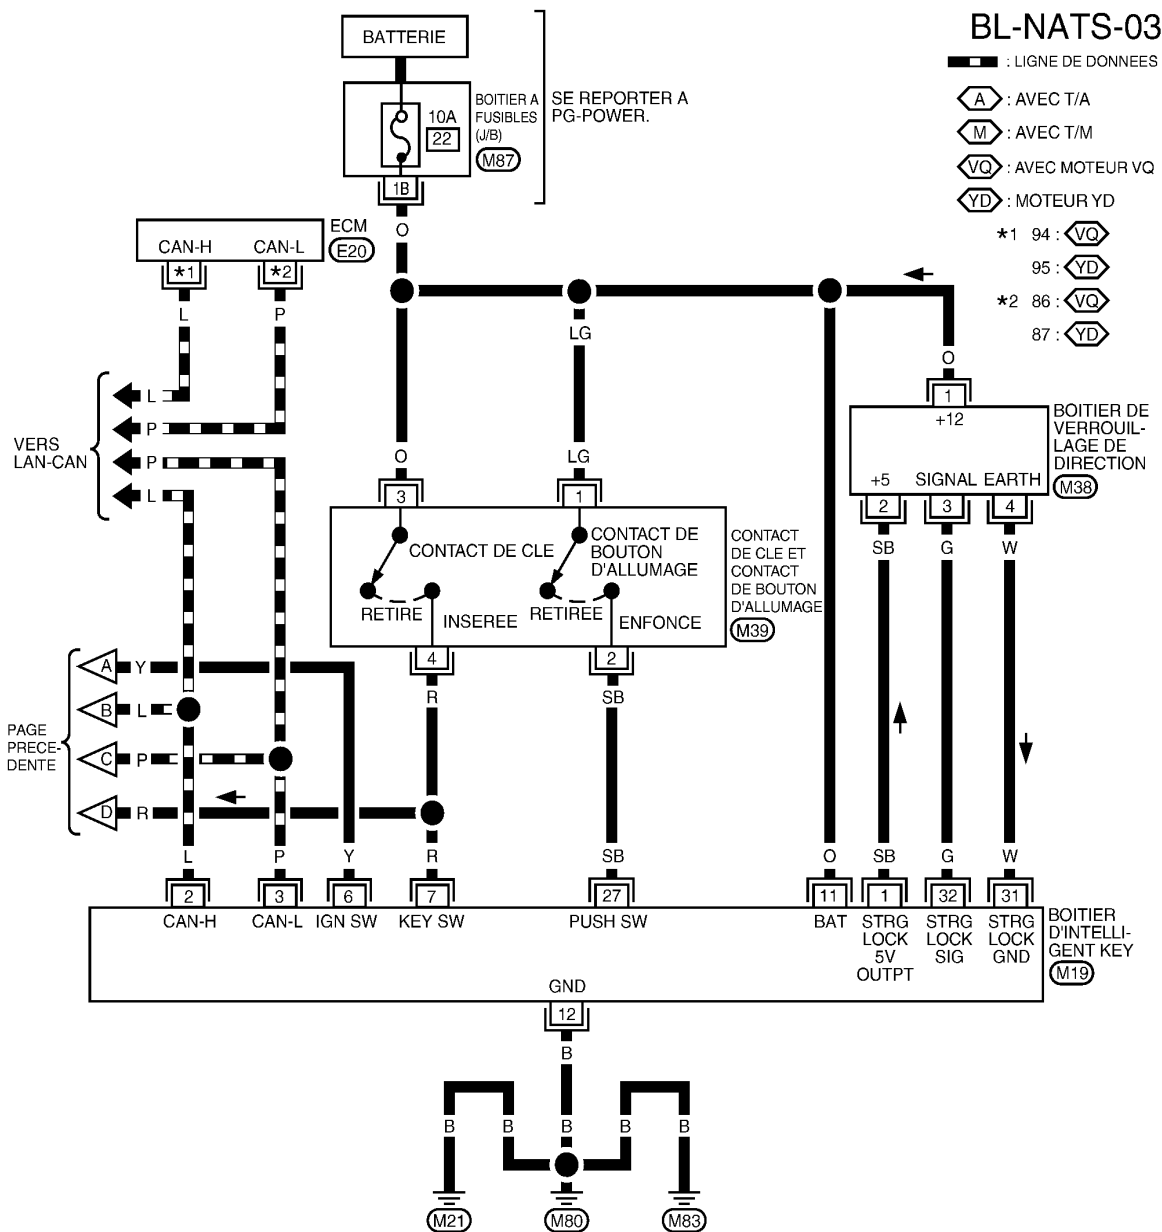 BL-NATS-03
: LIGNE DE DONNEES
A : AVEC T/A
M : AVEC T/M
VQ : AVEC MOTEUR VQ
YD : MOTEUR YD
*1 94 : VQ
95 : YD
*2 86 : VQ
87 : YD
BATTERIE
10A
22
BOITIER A
FUSIBLES
(J/B)
M87
SE REPORTER A
PG-POWER.
1B
O
ECM
E20
CAN-H CAN-L
*1 *2
L P
LG
O
L
P
P
L
VERS
LAN-CAN
1
+12
BOITIER DE
VERROUIL-
LAGE DE
DIRECTION
M38
+5 SIGNAL EARTH
2 3 4
SB G W
O LG
3 1
CONTACT DE CLE
RETIRE
INSEREE
CONTACT DE
BOUTON
D'ALLUMAGE
RETIREE
ENFONCE
CONTACT
DE CLE ET
CONTACT
DE BOUTON
D'ALLUMAGE
M39
4 2
R SB
PAGE
PRECE-
DENTE
A Y
B L
C P
D R
L P Y R SB O SB G W
2 3 6 7 27 11 1 32 31
CAN-H CAN-L IGN SW KEY SW PUSH SW BAT
STRG
LOCK
5V
OUTPT
STRG
LOCK
SIG
STRG
LOCK
GND
BOITIER
D'INTELLI-
GENT KEY
M19
GND
12
B
B B B B B
M21 M80 M83